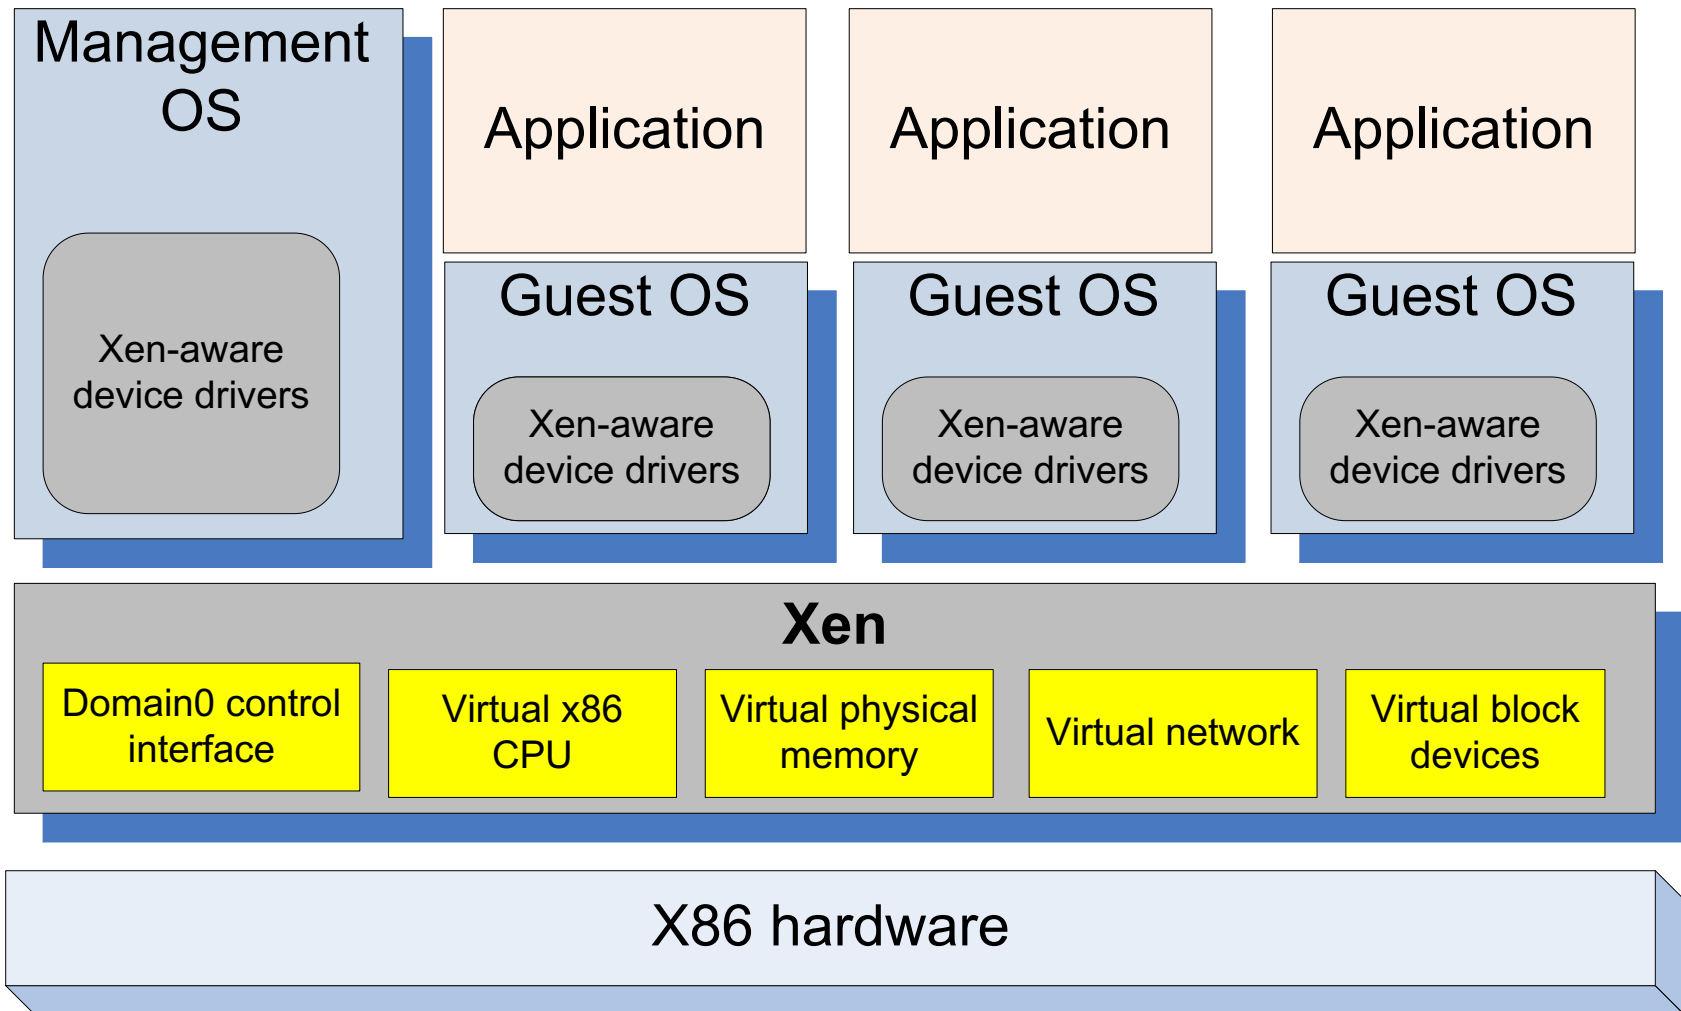 Management
OS
Xen-aware
device drivers
Application
Guest OS
Xen-aware
device drivers
Application
Guest OS
Xen-aware
device drivers
Application
Guest OS
Xen-aware
device drivers
Xen
Domain0 control
interface
Virtual x86
CPU
Virtual physical
memory
Virtual network
Virtual block
devices
X86 hardware